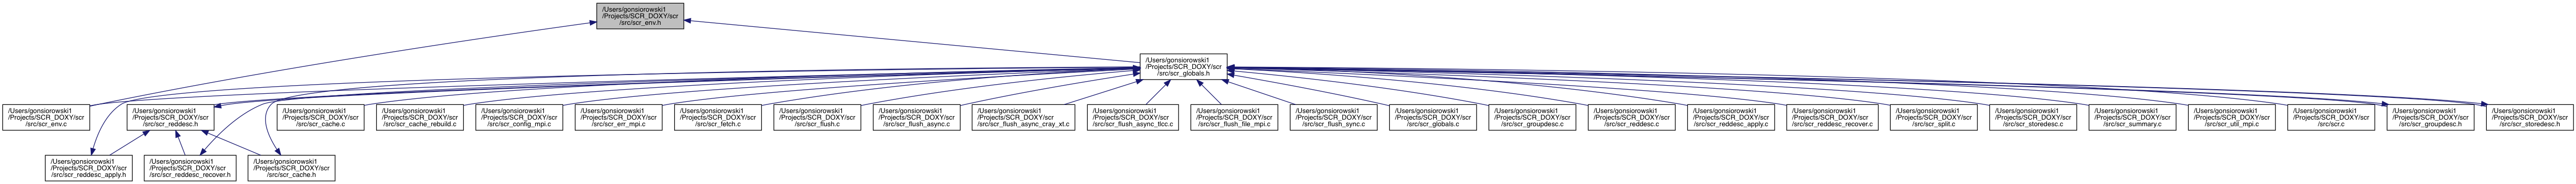 /Users/gonsiorowski1
/Projects/SCR_DOXY/scr
/src/scr_env.h
/Users/gonsiorowski1
/Projects/SCR_DOXY/scr
/src/scr_globals.h
/Users/gonsiorowski1
/Projects/SCR_DOXY/scr
/src/scr_env.c
/Users/gonsiorowski1
/Projects/SCR_DOXY/scr
/src/scr_reddesc.h
/Users/gonsiorowski1
/Projects/SCR_DOXY/scr
/src/scr_cache.c
/Users/gonsiorowski1
/Projects/SCR_DOXY/scr
/src/scr_cache_rebuild.c
/Users/gonsiorowski1
/Projects/SCR_DOXY/scr
/src/scr_config_mpi.c
/Users/gonsiorowski1
/Projects/SCR_DOXY/scr
/src/scr_err_mpi.c
/Users/gonsiorowski1
/Projects/SCR_DOXY/scr
/src/scr_fetch.c
/Users/gonsiorowski1
/Projects/SCR_DOXY/scr
/src/scr_flush.c
/Users/gonsiorowski1
/Projects/SCR_DOXY/scr
/src/scr_flush_async.c
/Users/gonsiorowski1
/Projects/SCR_DOXY/scr
/src/scr_flush_async_cray_xt.c
/Users/gonsiorowski1
/Projects/SCR_DOXY/scr
/src/scr_flush_async_tlcc.c
/Users/gonsiorowski1
/Projects/SCR_DOXY/scr
/src/scr_flush_file_mpi.c
/Users/gonsiorowski1
/Projects/SCR_DOXY/scr
/src/scr_flush_sync.c
/Users/gonsiorowski1
/Projects/SCR_DOXY/scr
/src/scr_globals.c
/Users/gonsiorowski1
/Projects/SCR_DOXY/scr
/src/scr_groupdesc.c
/Users/gonsiorowski1
/Projects/SCR_DOXY/scr
/src/scr_reddesc.c
/Users/gonsiorowski1
/Projects/SCR_DOXY/scr
/src/scr_reddesc_apply.c
/Users/gonsiorowski1
/Projects/SCR_DOXY/scr
/src/scr_reddesc_recover.c
/Users/gonsiorowski1
/Projects/SCR_DOXY/scr
/src/scr_split.c
/Users/gonsiorowski1
/Projects/SCR_DOXY/scr
/src/scr_storedesc.c
/Users/gonsiorowski1
/Projects/SCR_DOXY/scr
/src/scr_summary.c
/Users/gonsiorowski1
/Projects/SCR_DOXY/scr
/src/scr_util_mpi.c
/Users/gonsiorowski1
/Projects/SCR_DOXY/scr
/src/scr.c
/Users/gonsiorowski1
/Projects/SCR_DOXY/scr
/src/scr_groupdesc.h
/Users/gonsiorowski1
/Projects/SCR_DOXY/scr
/src/scr_storedesc.h
/Users/gonsiorowski1
/Projects/SCR_DOXY/scr
/src/scr_reddesc_apply.h
/Users/gonsiorowski1
/Projects/SCR_DOXY/scr
/src/scr_reddesc_recover.h
/Users/gonsiorowski1
/Projects/SCR_DOXY/scr
/src/scr_cache.h